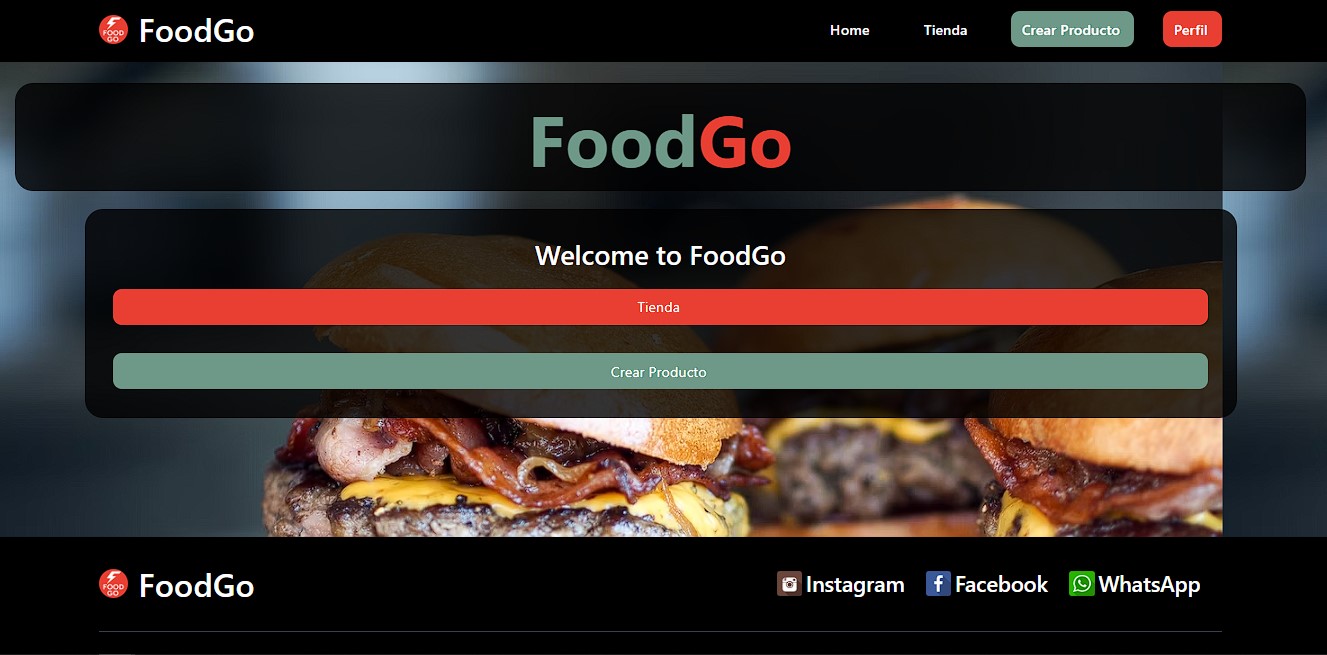 FOOD GO FoodGo Home Tienda Crear Producto Perfil
FoodGo
Welcome to FoodGo
Tienda
Crear Producto
FOOD GO FoodGo Instagram Facebook WhatsApp